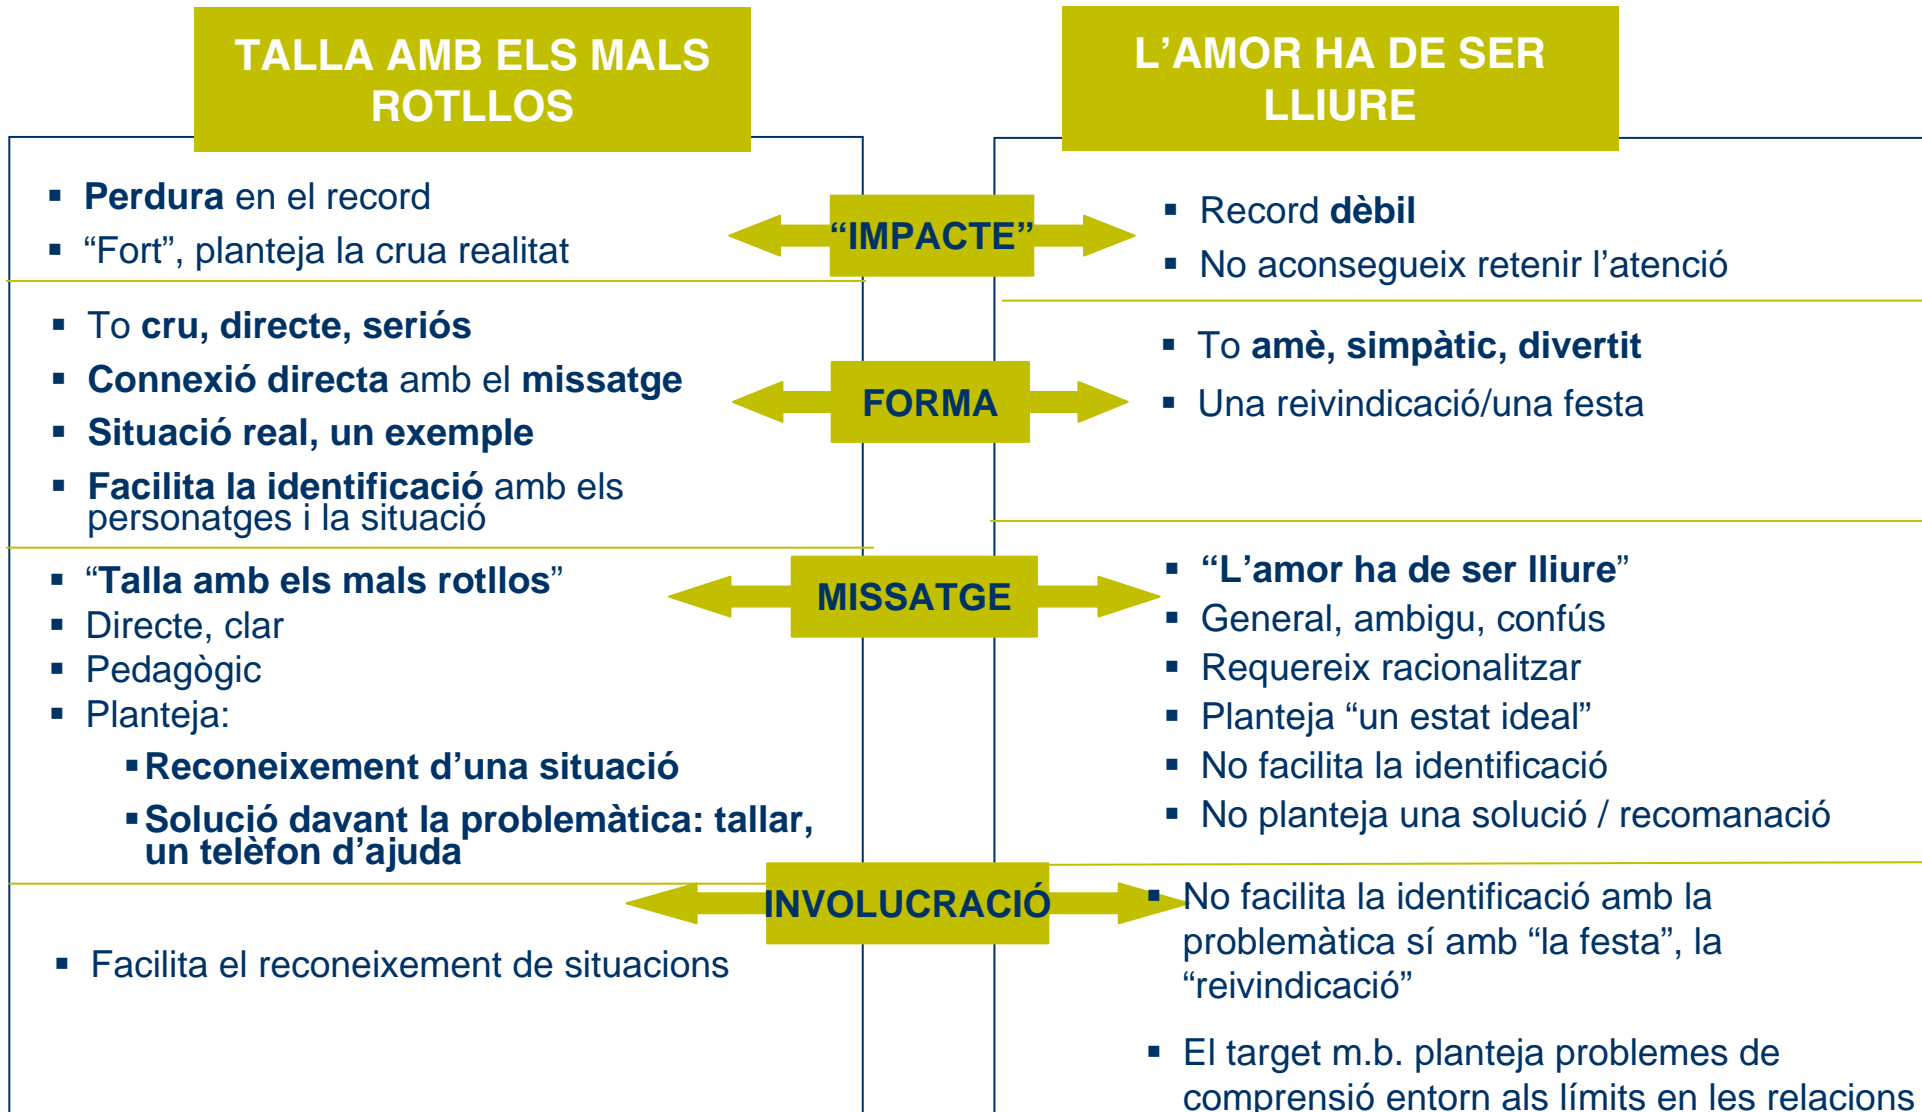 TALLA AMB ELS MALS
ROTLLOS
▪ Perdura en el record
▪ “Fort”, planteja la crua realitat
▪ To cru, directe, seriós
▪ Connexió directa amb el missatge
▪ Situació real, un exemple
▪ Facilita la identificació amb els
personatges i la situació
▪ “Talla amb els mals rotllos”
▪ Directe, clar
▪ Pedagògic
▪ Planteja:
▪ Reconeixement d’una situació
▪ Solució davant la problemàtica: tallar,
un telèfon d’ajuda
▪ Facilita el reconeixement de situacions
“IMPACTE”
FORMA
MISSATGE
INVOLUCRACIÓ
L’AMOR HA DE SER
LLIURE
▪ Record dèbil
▪ No aconsegueix retenir l’atenció
▪ To amè, simpàtic, divertit
▪ Una reivindicació/una festa
▪ “L’amor ha de ser lliure”
▪ General, ambigu, confús
▪ Requereix racionalitzar
▪ Planteja “un estat ideal”
▪ No facilita la identificació
▪ No planteja una solució / recomanació
▪ No facilita la identificació amb la
problemàtica sí amb “la festa”, la
“reivindicació”
▪ El target m.b. planteja problemes de
comprensió entorn als límits en les relacions